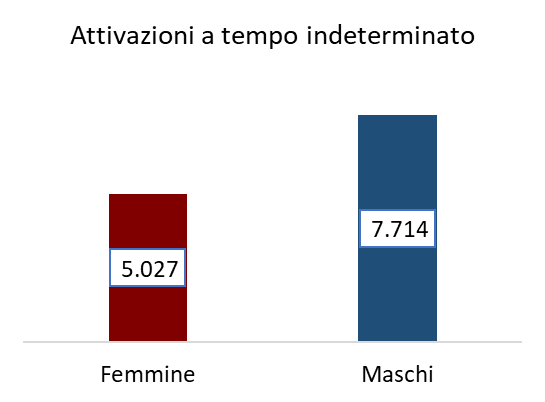 Attivazioni a tempo indeterminato
7.714
5.027
Femmine
Maschi